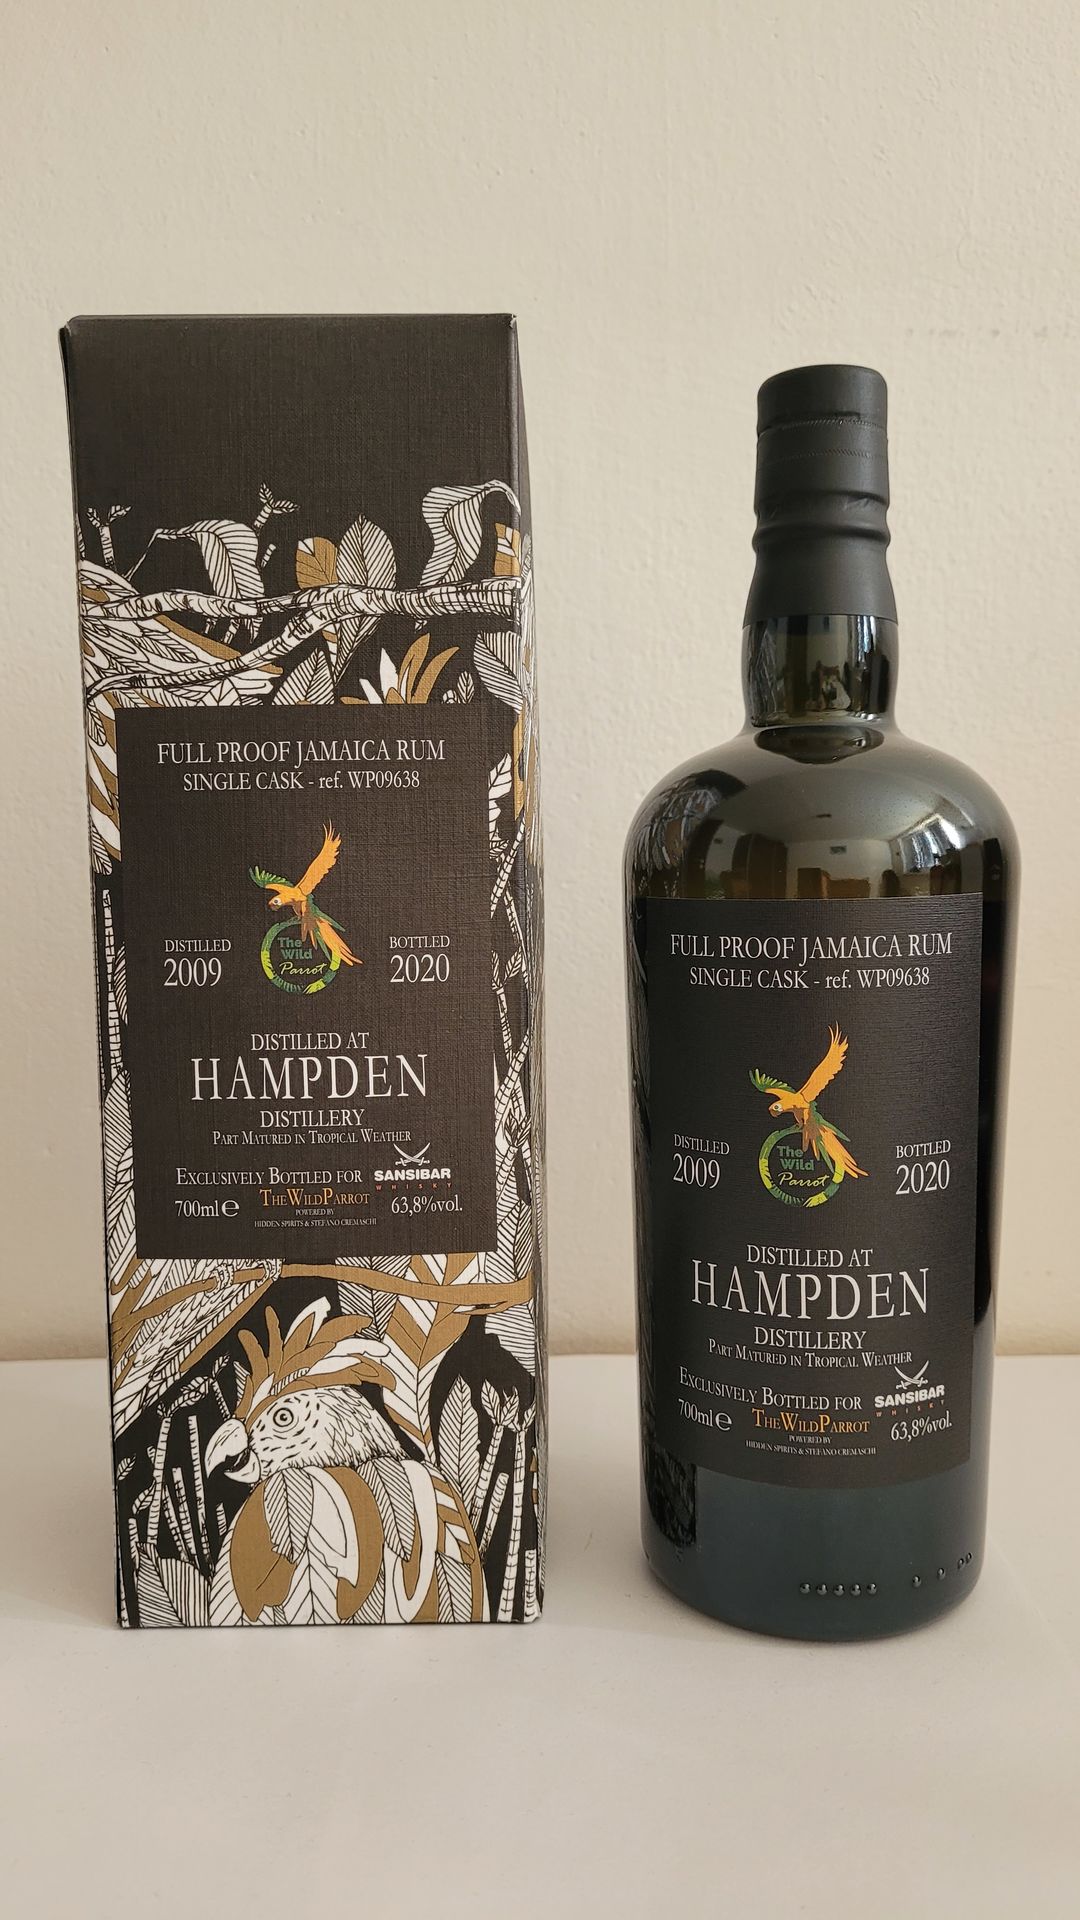 FULL PROOF JAMAICA RUM
SINGLE CASK - ref. WP09638
The
Wild
Parrot
DISTILLED
2009
BOTTLED
2020
DISTILLED AT
HAMPDEN
DISTILLERY
PART MATURED IN TROPICAL WEATHER
EXCLUSIVELY BOTTLED FOR
SANSIBAR
WHISKY
700ml e
THEWILDPARROT
63,8%vol.
POWERED BY
HIDDEN SPIRITS & STEFANO CREMASCHI
FULL PROOF JAMAICA RUM
SINGLE CASK - ref. WP09638
The
Wild
Parrot
DISTILLED
2009
BOTTLED
2020
DISTILLED AT
HAMPDEN
DISTILLERY
PART MATURED IN TROPICAL WEATHER
EXCLUSIVELY BOTTLED FOR
SANSIBAR
WHISKY
700ml e
THEWILDPARROT
63,8%vol.
POWERED BY
HIDDEN SPIRITS & STEFANO CREMASCHI